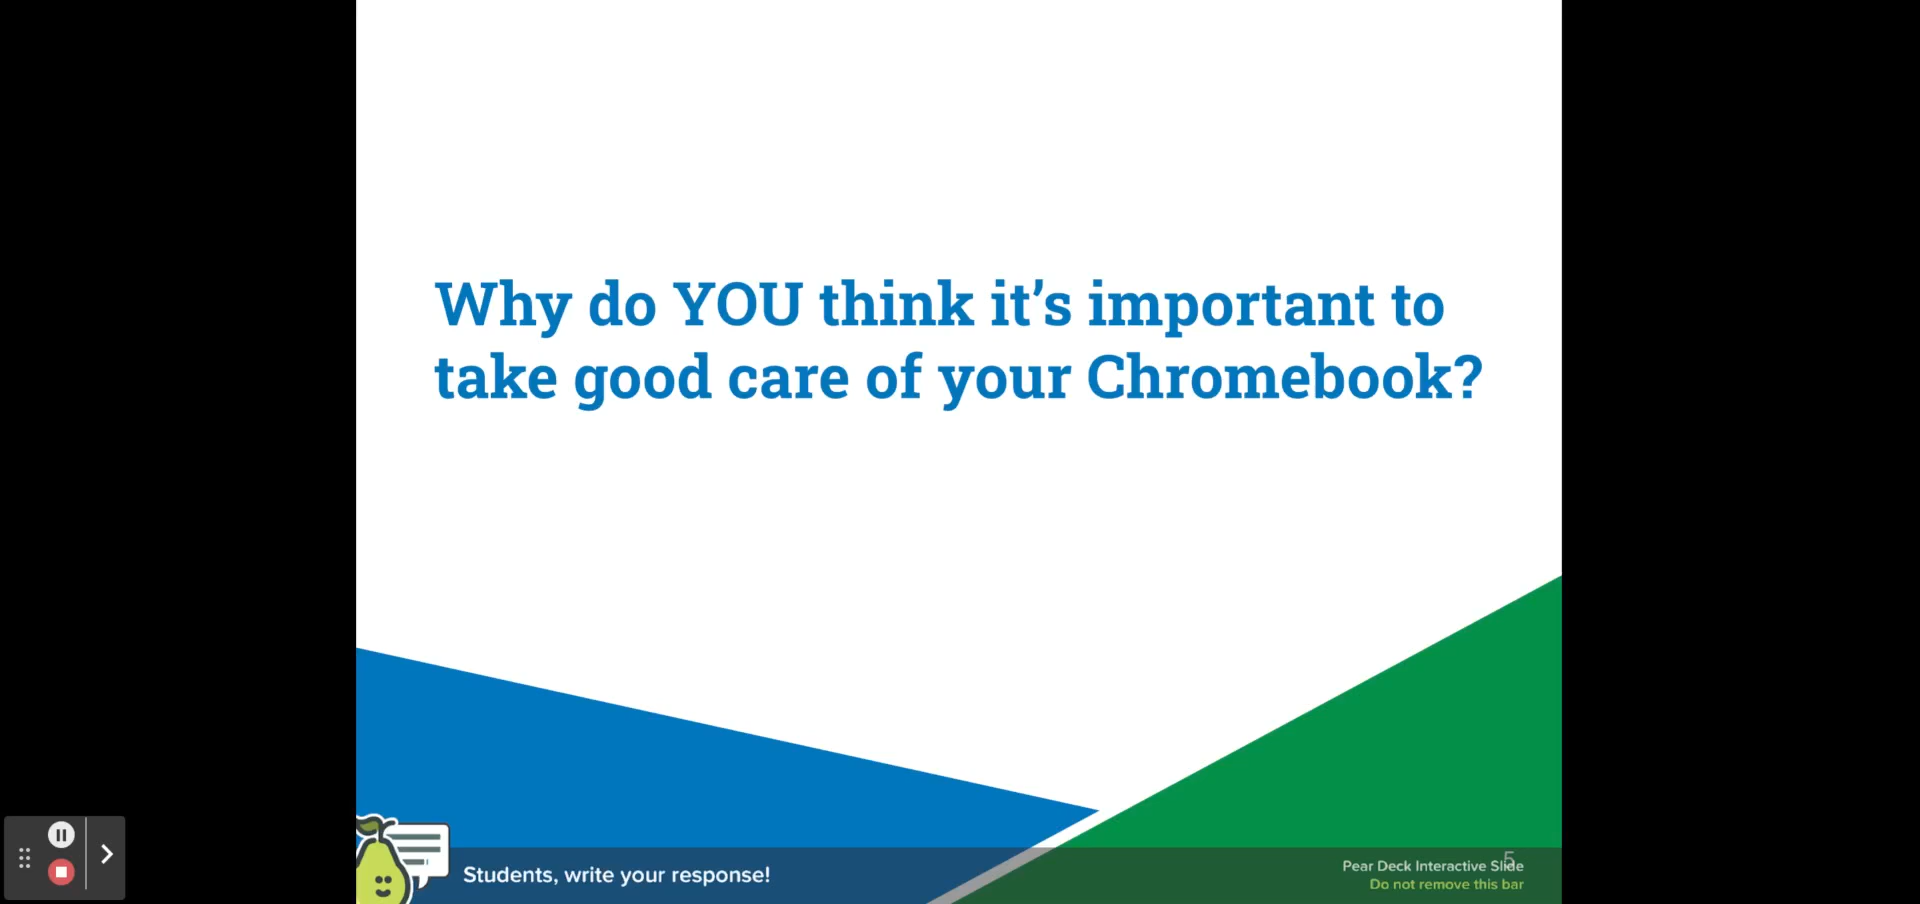 Why do YOU think it’s important to
take good care of your Chromebook?
Students, write your response!
5
Pear Deck Interactive Slide
Do not remove this bar